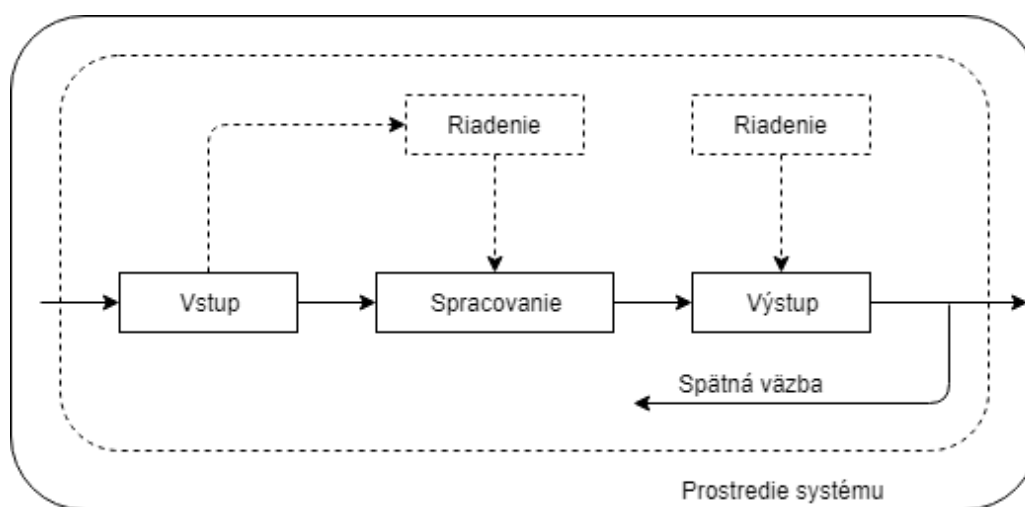 Riadenie
Riadenie
Vstup
Spracovanie
Výstup
Spätná väzba
Prostredie systému